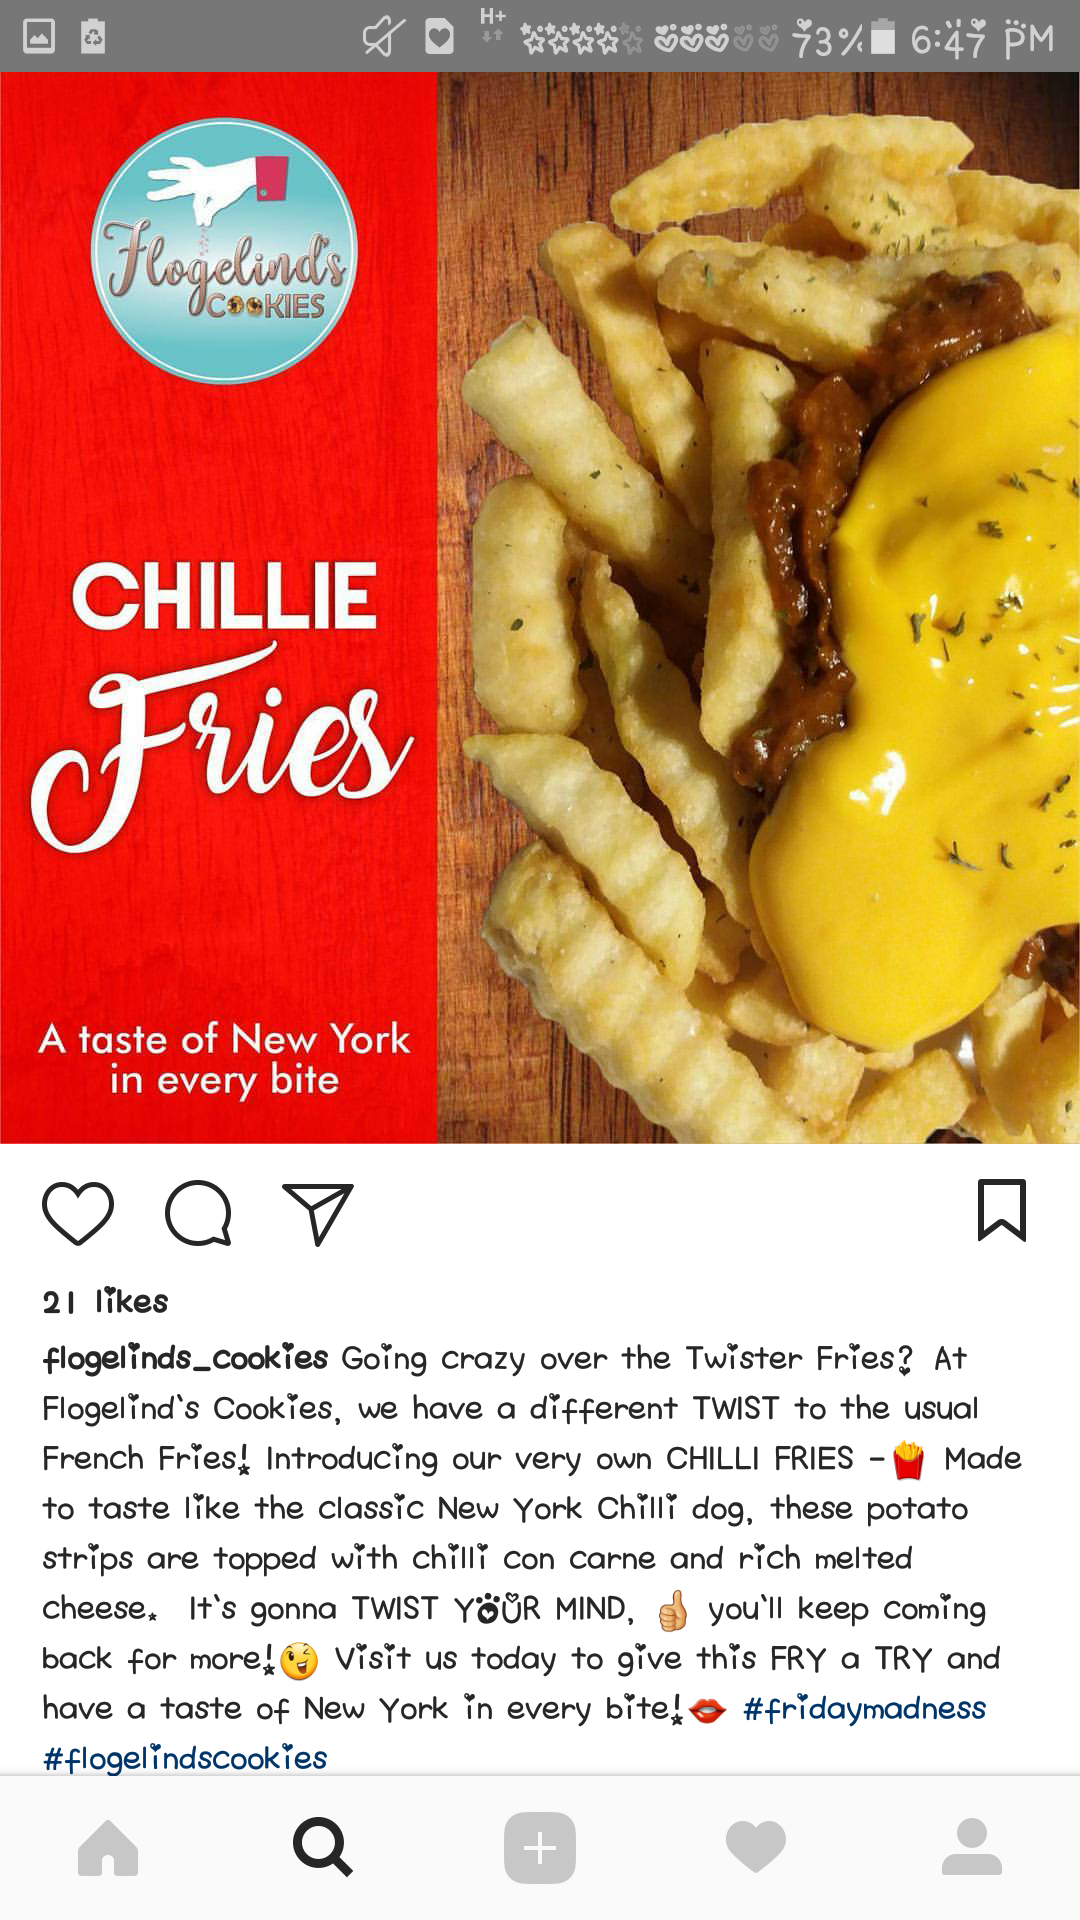 H+
73% 6:47 PM
Flogelind's
COOKIES
CHILLIE
Fries
A taste of New York
in every bite
21 likes
flogelinds_cookies Going crazy over the Twister Fries? At
Flogelind`s Cookies, we have a different TWIST to the usual
French Fries! Introducing our very own CHILLI FRIES -🍟 Made
to taste like the classic New York Chilli dog, these potato
strips are topped with chilli con carne and rich melted
cheese. It`s gonna TWIST YOUR MIND, 👍🏼 you`ll keep coming
back for more!😉 Visit us today to give this FRY a TRY and
have a taste of New York in every bite!👄 #fridaymadness
#flogelindscookies